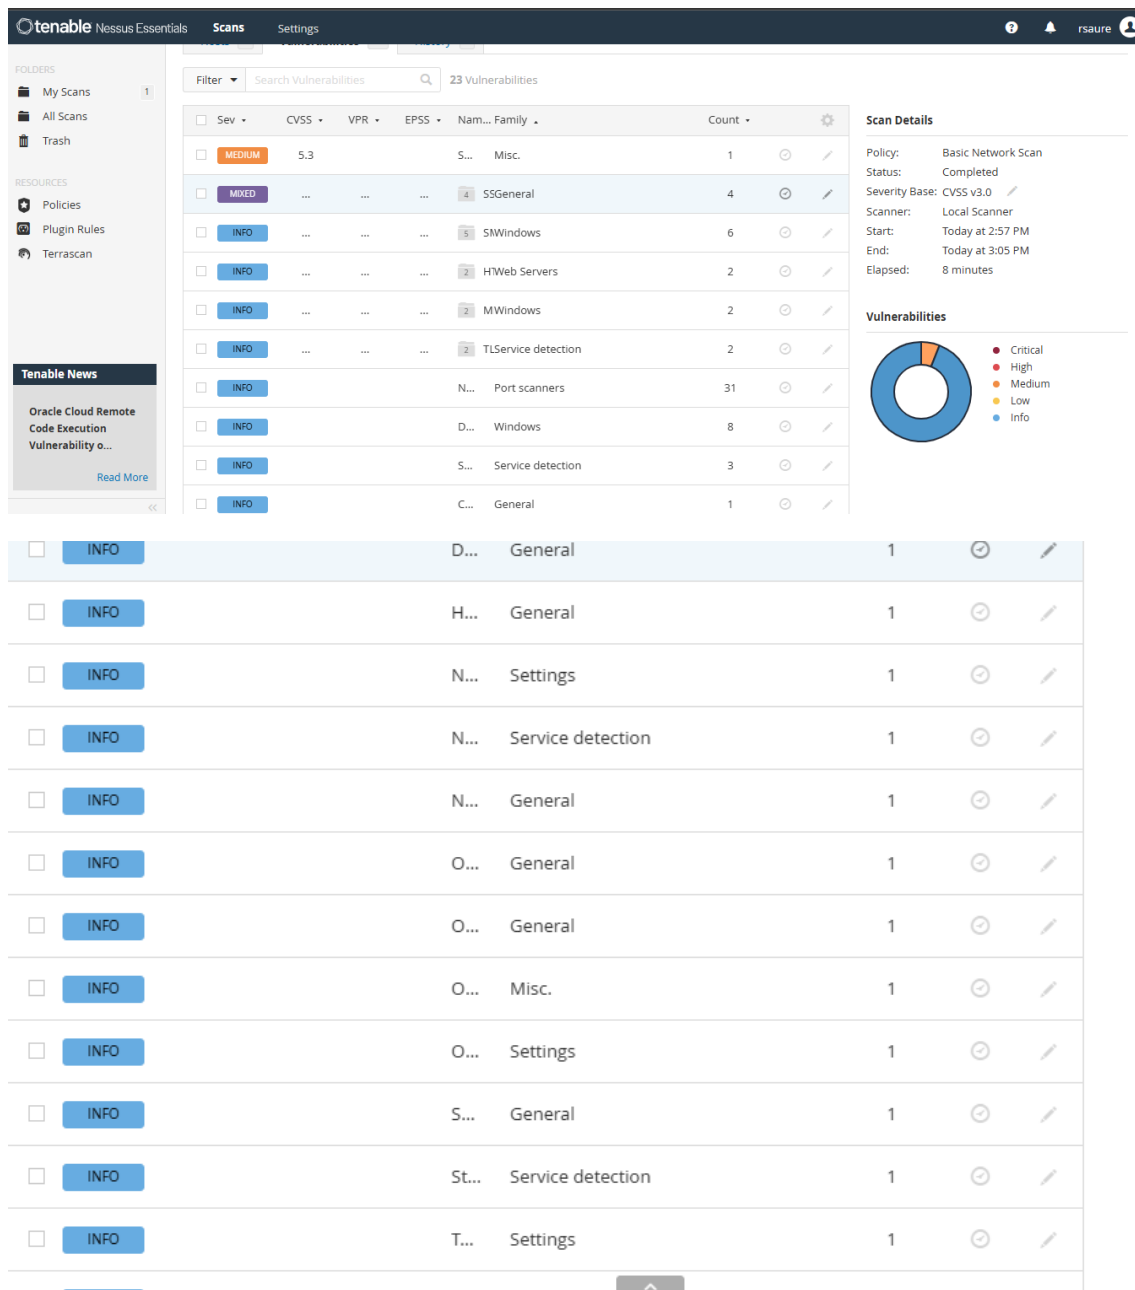 tenable Nessus Essentials Scans Settings rsaure
FOLDERS
My Scans 1
All Scans
Trash
RESOURCES
Policies
Plugin Rules
Terrascan
Tenable News
Oracle Cloud Remote
Code Execution
Vulnerability o...
Read More
Filter Search Vulnerabilities 23 Vulnerabilities
Sev CVSS VPR EPSS Nam... Family Count
MEDIUM 5.3 S... Misc. 1
MIXED ... ... ... 4 SSGeneral 4
INFO ... ... ... 5 SMWindows 6
INFO ... ... ... 2 HTWeb Servers 2
INFO ... ... ... 2 MWindows 2
INFO ... ... ... 2 TLService detection 2
INFO N... Port scanners 31
INFO D... Windows 8
INFO S... Service detection 3
INFO C... General 1
Scan Details
Policy: Basic Network Scan
Status: Completed
Severity Base: CVSS v3.0
Scanner: Local Scanner
Start: Today at 2:57 PM
End: Today at 3:05 PM
Elapsed: 8 minutes
Vulnerabilities
Critical
High
Medium
Low
Info
INFO D... General 1
INFO H... General 1
INFO N... Settings 1
INFO N... Service detection 1
INFO N... General 1
INFO O... General 1
INFO O... General 1
INFO O... Misc. 1
INFO O... Settings 1
INFO S... General 1
INFO St... Service detection 1
INFO T... Settings 1